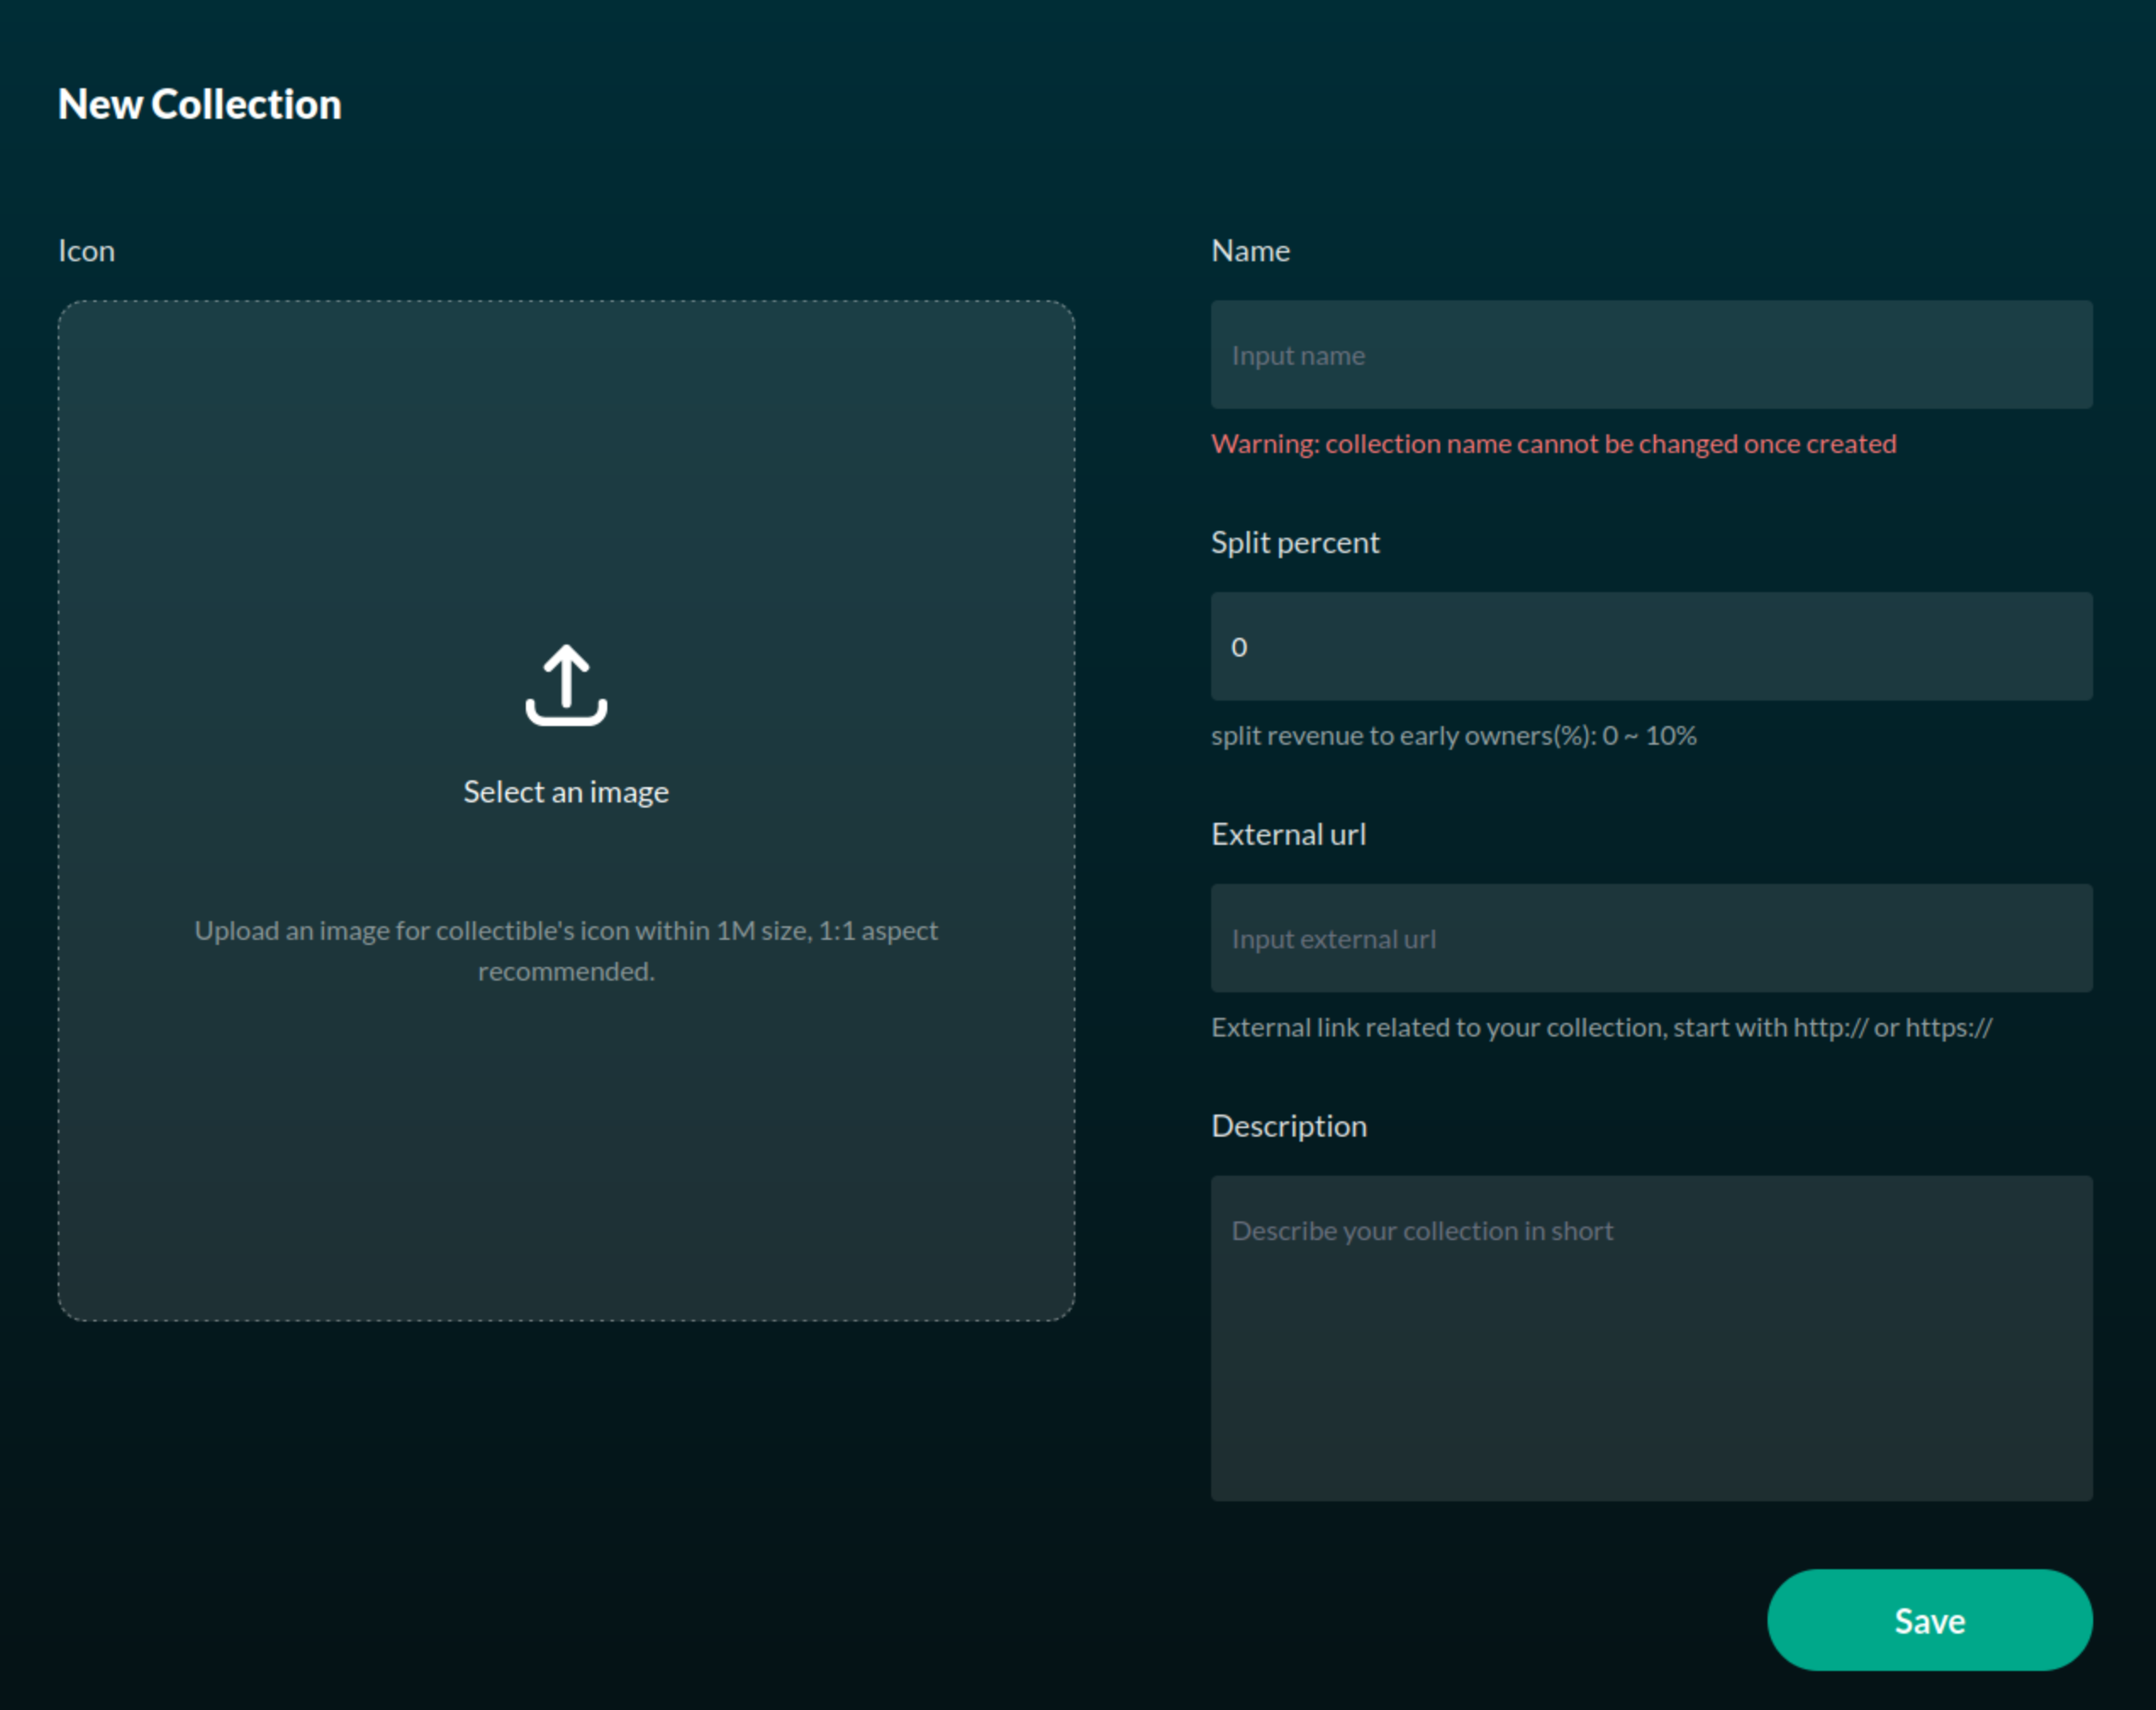 New Collection
Icon
Select an image
Upload an image for collectible's icon within 1M size, 1:1 aspect
recommended.
Name
Input name
Warning: collection name cannot be changed once created
Split percent
0
split revenue to early owners(%): 0 ~ 10%
External url
Input external url
External link related to your collection, start with http:// or https://
Description
Describe your collection in short
Save